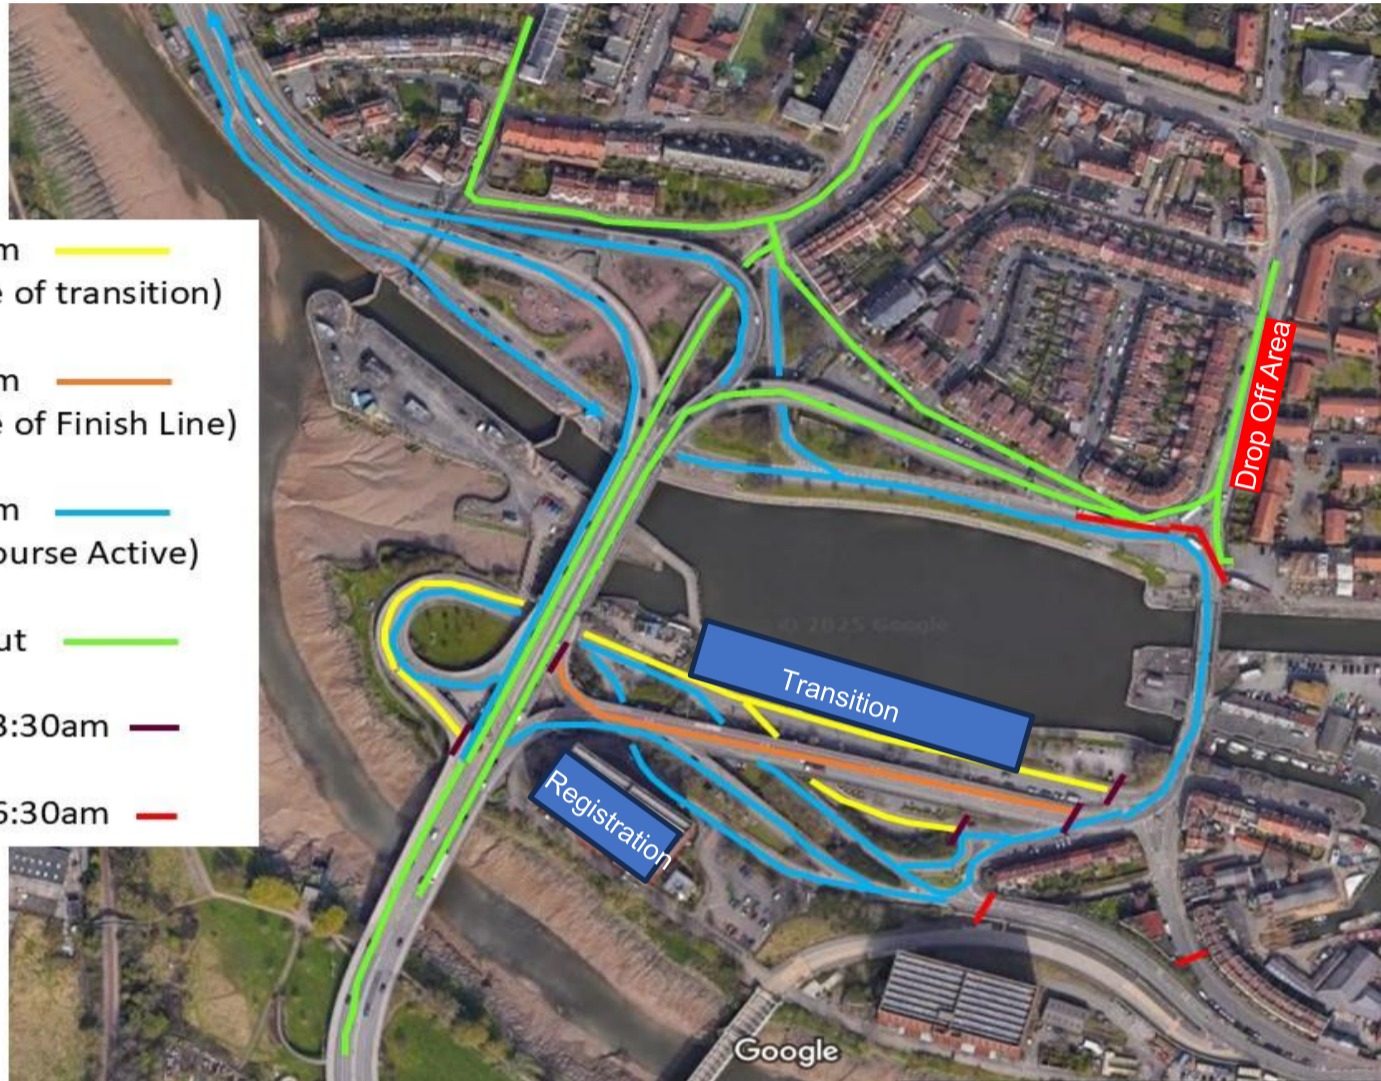 m
e of transition)
m
e of Finish Line)
m
ourse Active)
ut
3:30am
5:30am
Drop Off Area
© 2025 Google
Transition
Registration
Google